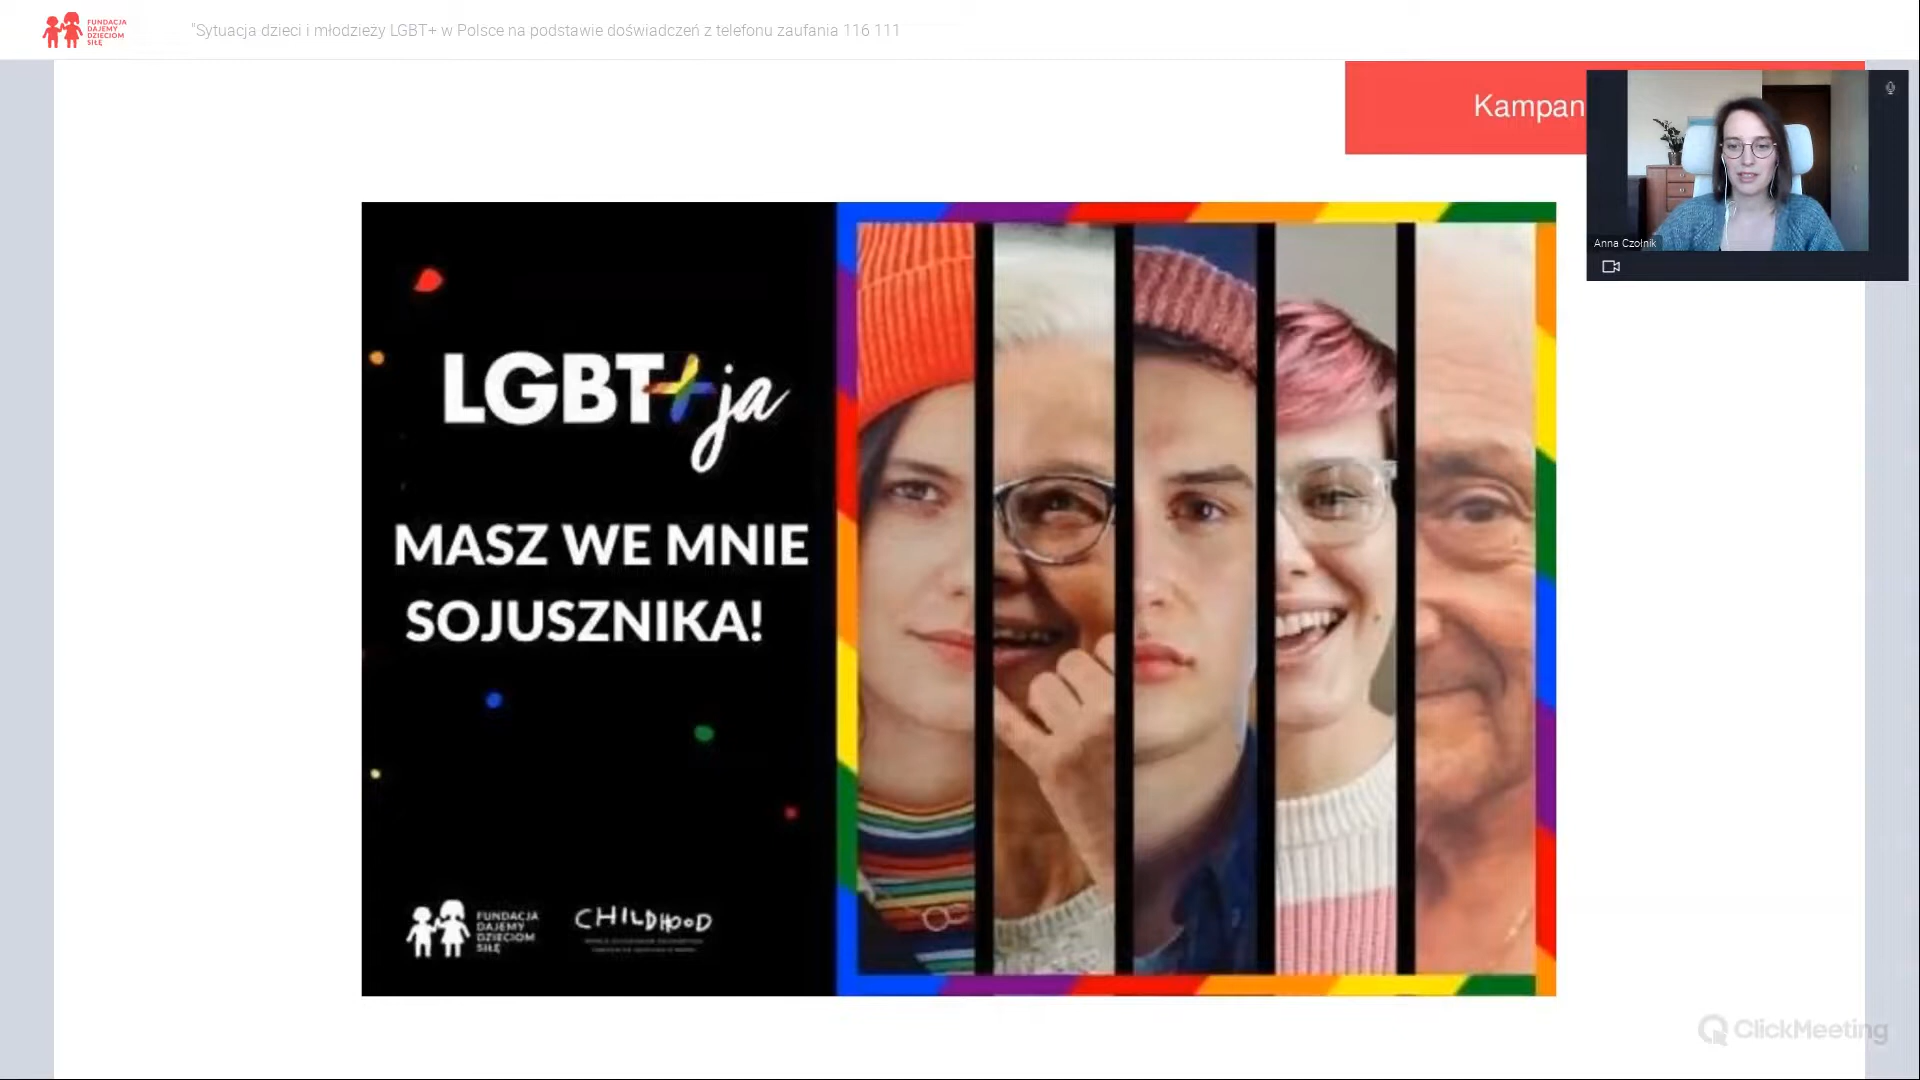 FUNDACJA
DAJEMY
DZIECIOM
SIŁĘ
"Sytuacja dzieci i młodzieży LGBT+ w Polsce na podstawie doświadczeń z telefonu zaufania 116 111
Kampan
Anna Czolnik
LGBT+ja
MASZ WE MNIE
SOJUSZNIKA!
FUNDACJA
DAJEMY
DZIECIOM
SIŁĘ
CHILDHOOD
ClickMeeting